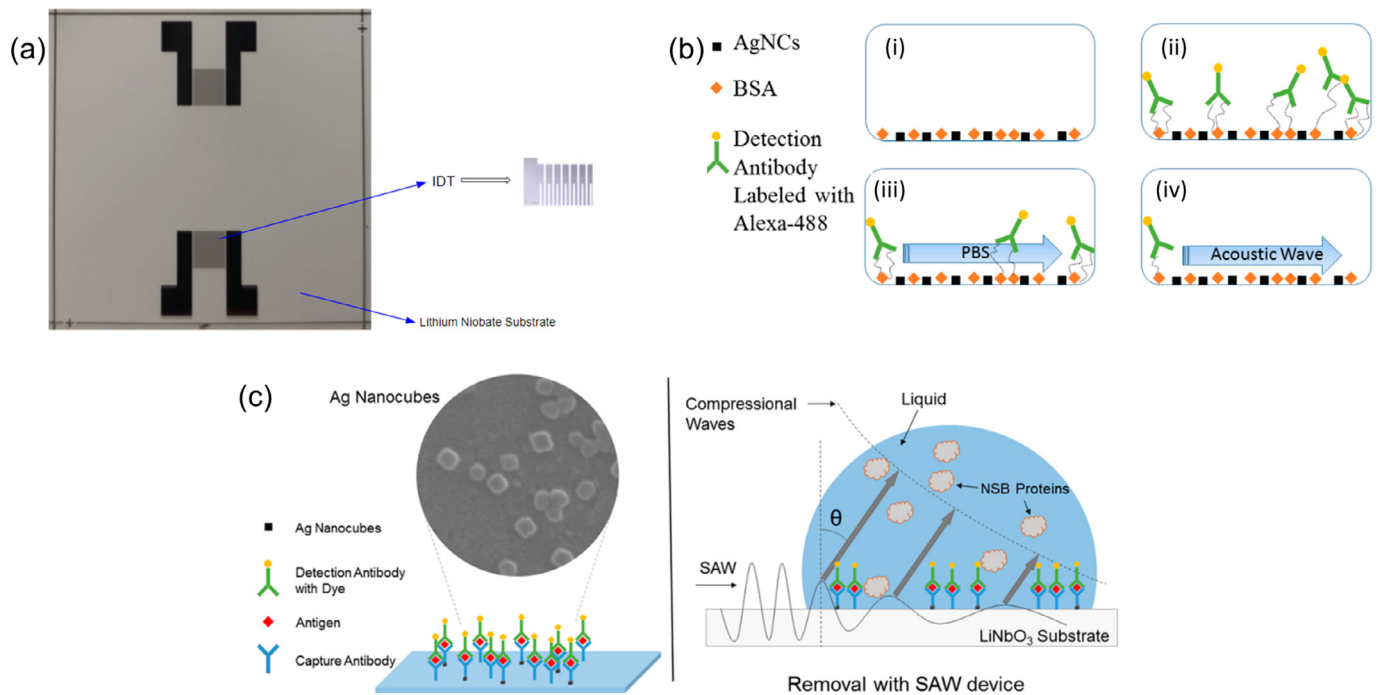 (a)
IDT
Lithium Niobate Substrate
(b)
AgNCs
BSA
Detection
Antibody
Labeled with
Alexa-488
(i)
(ii)
(iii)
PBS
(iv)
Acoustic Wave
(c)
Ag Nanocubes
Ag Nanocubes
Detection Antibody
with Dye
Antigen
Capture Antibody
Compressional
Waves
Liquid
NSB Proteins
θ
SAW
LiNbO₃ Substrate
Removal with SAW device